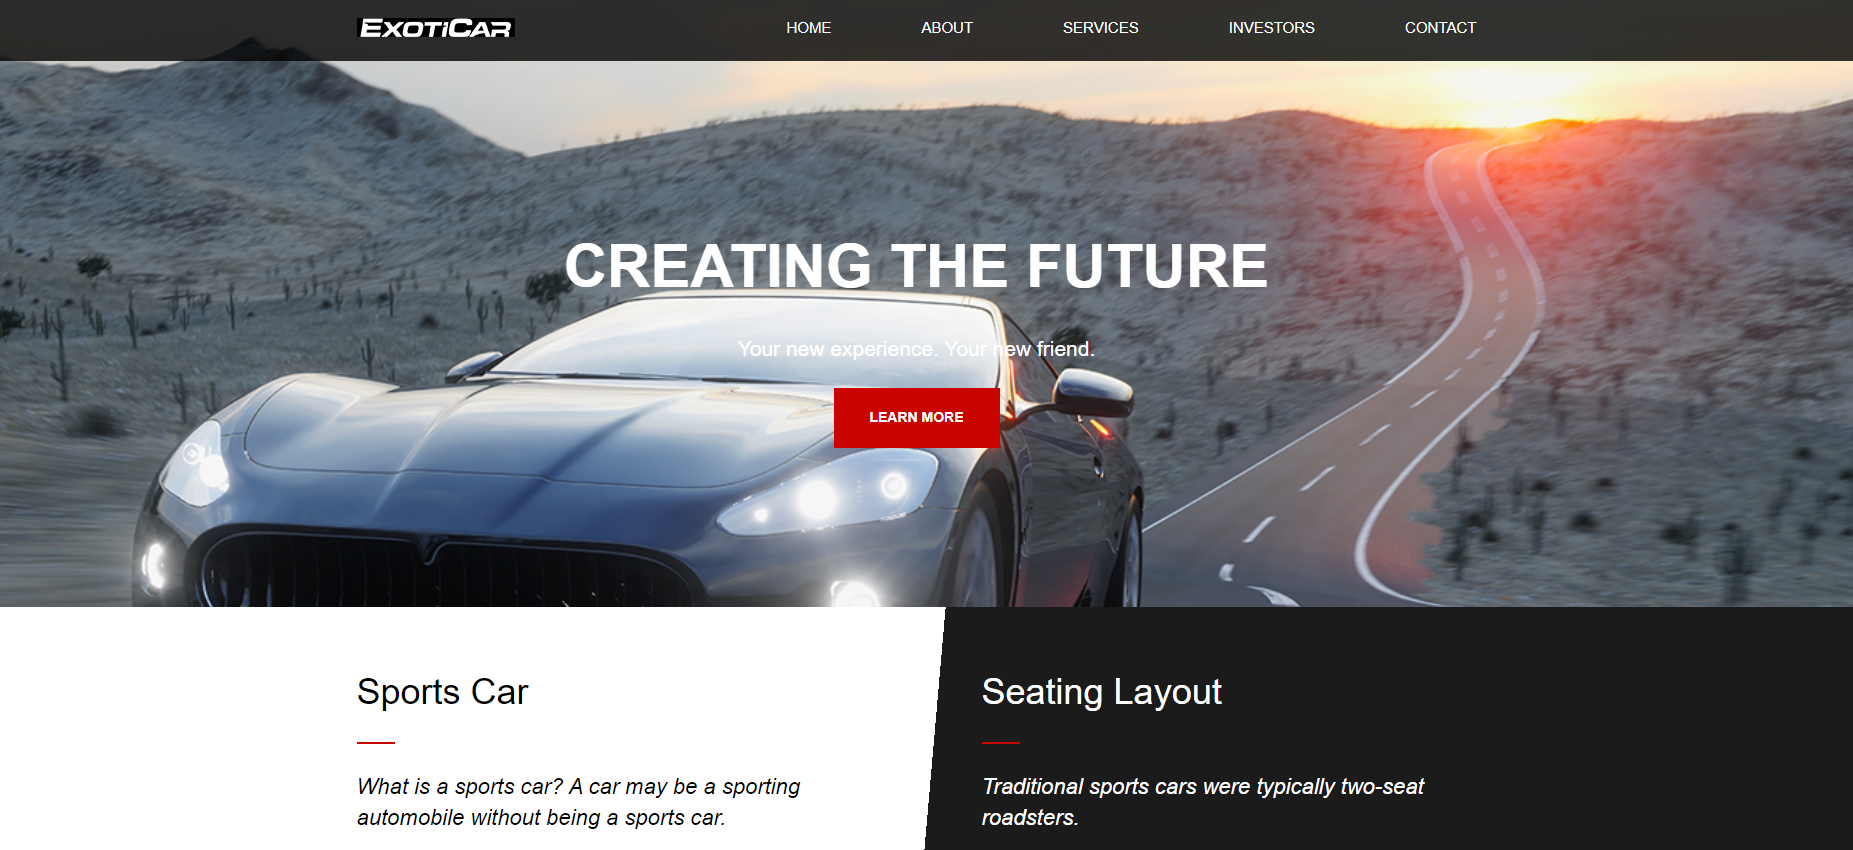 EXOTICAR
HOME ABOUT SERVICES INVESTORS CONTACT
CREATING THE FUTURE
Your new experience. Your new friend.
LEARN MORE
Sports Car
What is a sports car? A car may be a sporting
automobile without being a sports car.
Seating Layout
Traditional sports cars were typically two-seat
roadsters.